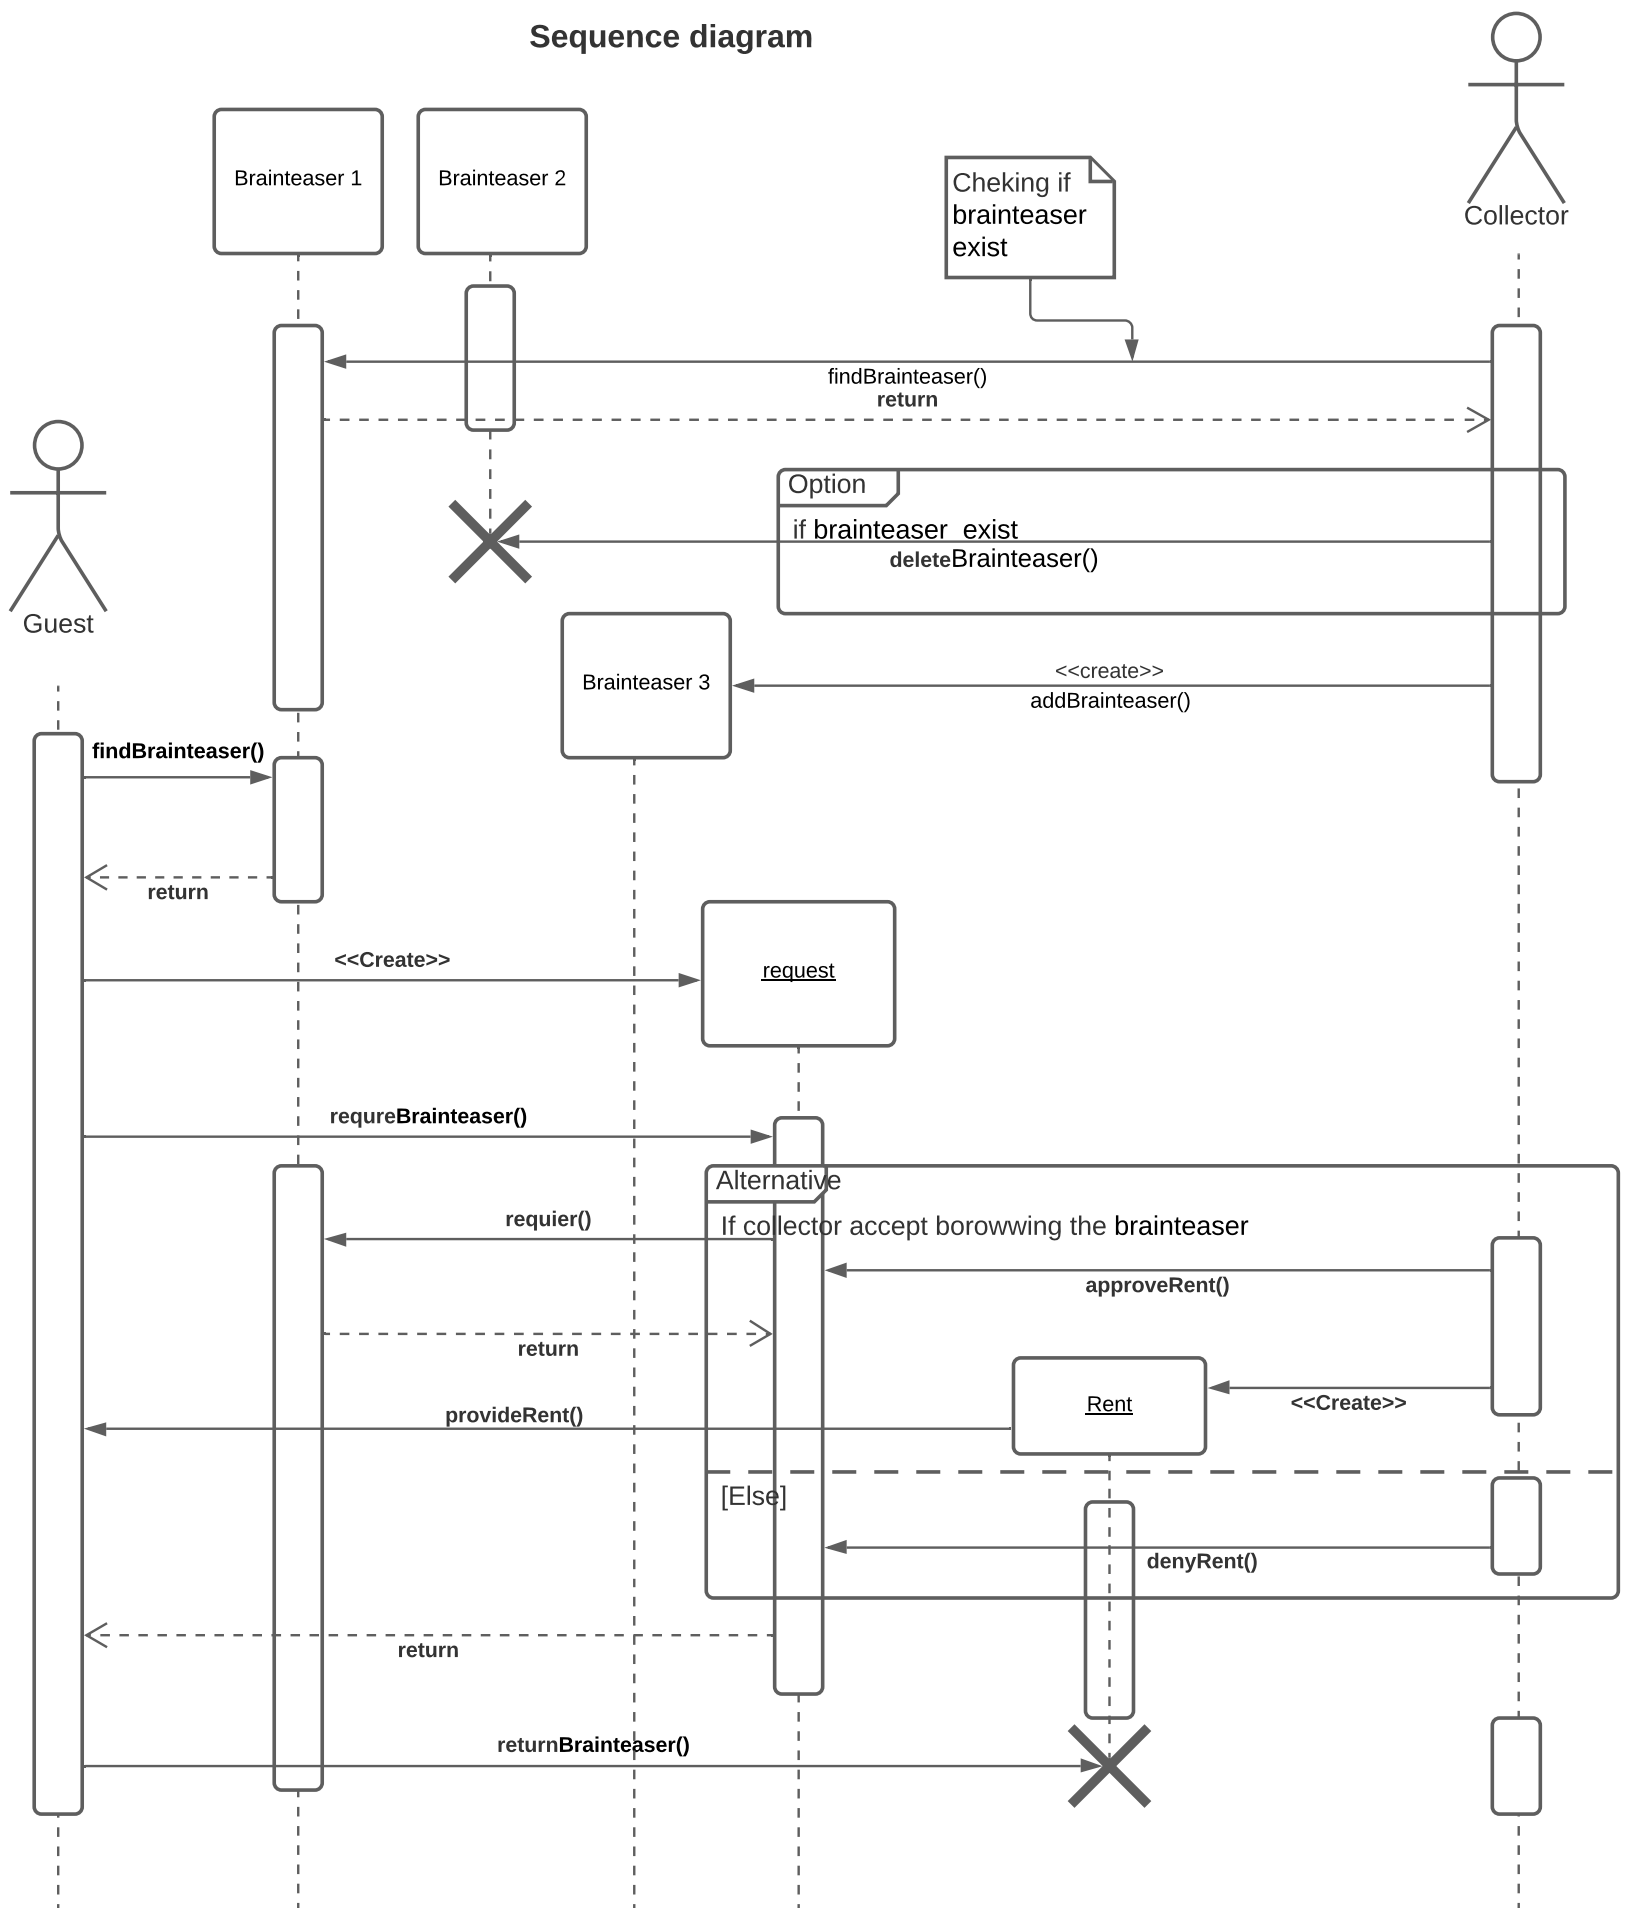 Sequence diagram
Brainteaser 1
Brainteaser 2
Cheking if
brainteaser
exist
Collector
findBrainteaser()
return
Option
if brainteaser  exist
deleteBrainteaser()
Guest
Brainteaser 3
<<create>>
addBrainteaser()
findBrainteaser()
return
<<Create>>
request
requreBrainteaser()
Alternative
requier()
If collector accept borowwing the brainteaser
approveRent()
return
Rent
<<Create>>
provideRent()
[Else]
denyRent()
return
returnBrainteaser()